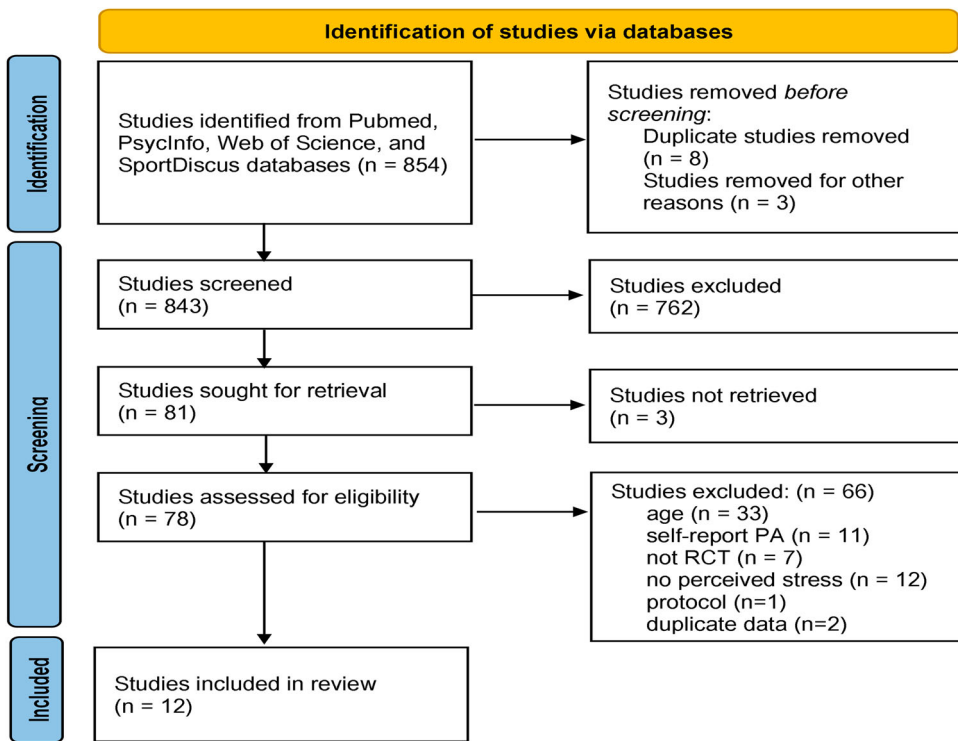 Identification of studies via databases
Identification
Studies identified from Pubmed,
PsycInfo, Web of Science, and
SportDiscus databases (n = 854)
Studies removed before
screening:
Duplicate studies removed
(n = 8)
Studies removed for other
reasons (n = 3)
Screening
Studies screened
(n = 843)
Studies excluded
(n = 762)
Studies sought for retrieval
(n = 81)
Studies not retrieved
(n = 3)
Studies assessed for eligibility
(n = 78)
Studies excluded: (n = 66)
age (n = 33)
self-report PA (n = 11)
not RCT (n = 7)
no perceived stress (n = 12)
protocol (n=1)
duplicate data (n=2)
Included
Studies included in review
(n = 12)